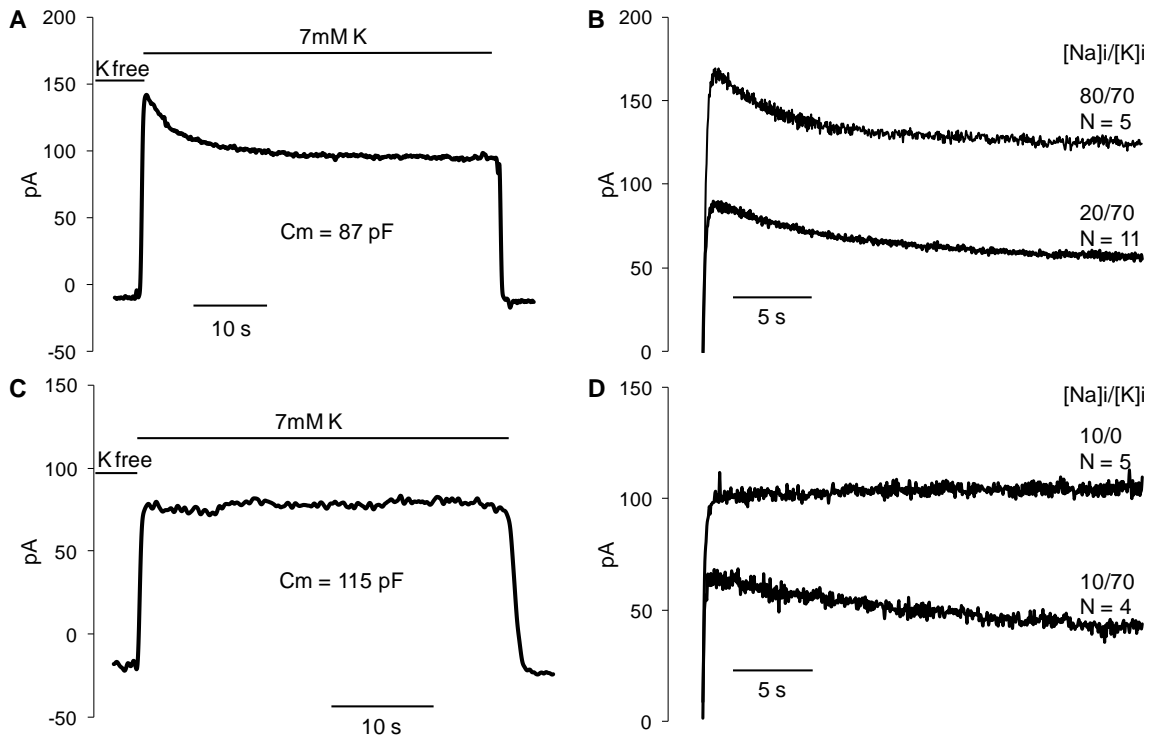 A
200
150
100
50
0
-50
pA
K free
7mM K
Cm = 87 pF
10 s
B
200
150
100
50
0
pA
[Na]i/[K]i
80/70
N = 5
20/70
N = 11
5 s
C
150
100
50
0
-50
pA
K free
7mM K
Cm = 115 pF
10 s
D
150
100
50
0
pA
[Na]i/[K]i
10/0
N = 5
10/70
N = 4
5 s